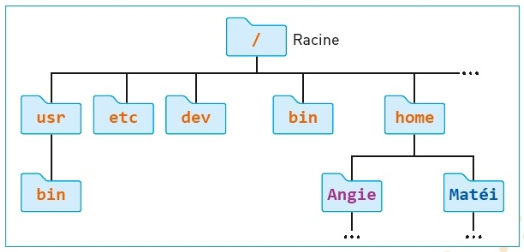 / Racine
...
usr etc dev bin home
bin Angie Matéi
... ...